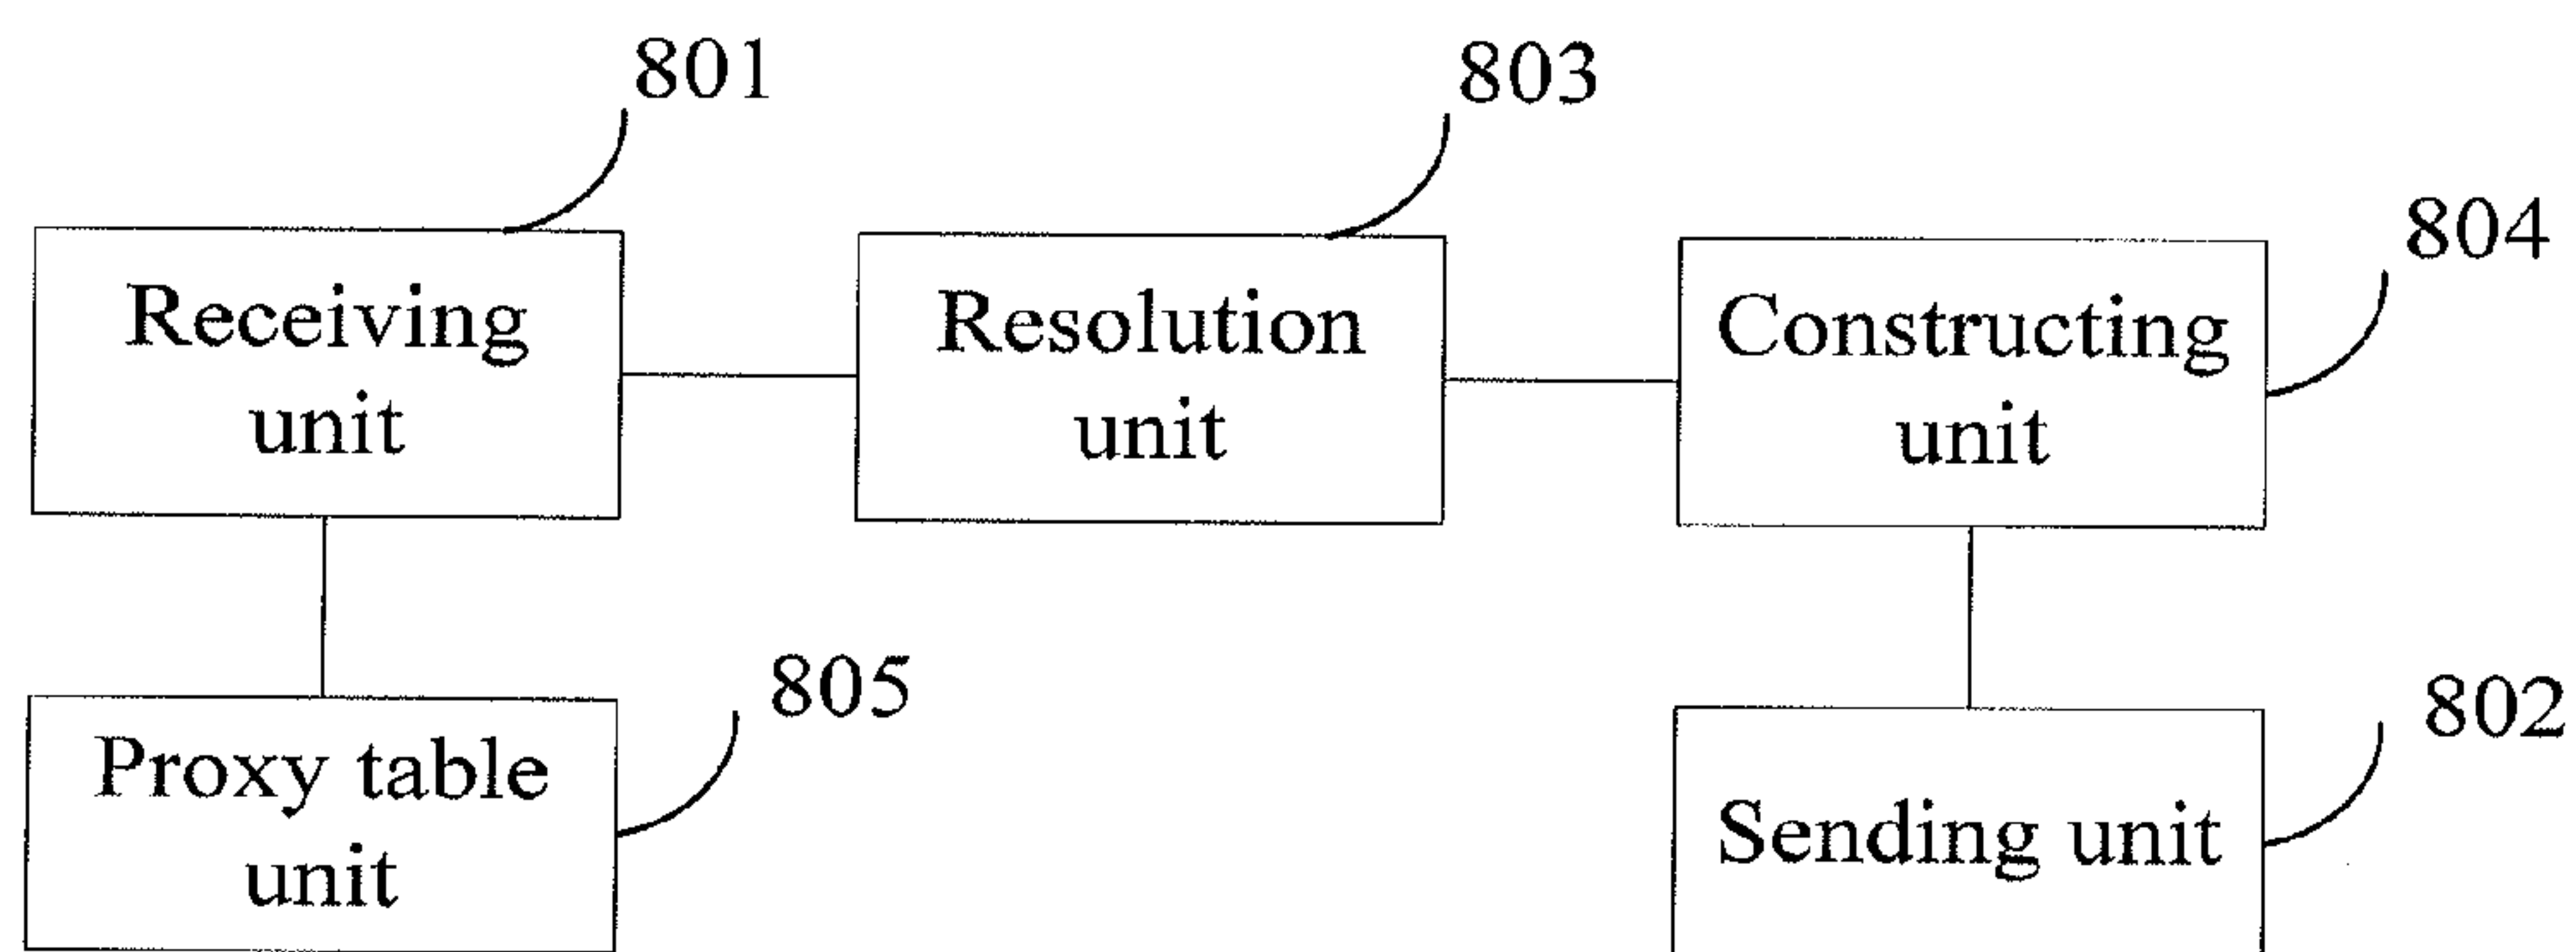 801
803
804
Receiving
unit
Resolution
unit
Constructing
unit
805
802
Proxy table
unit
Sending unit